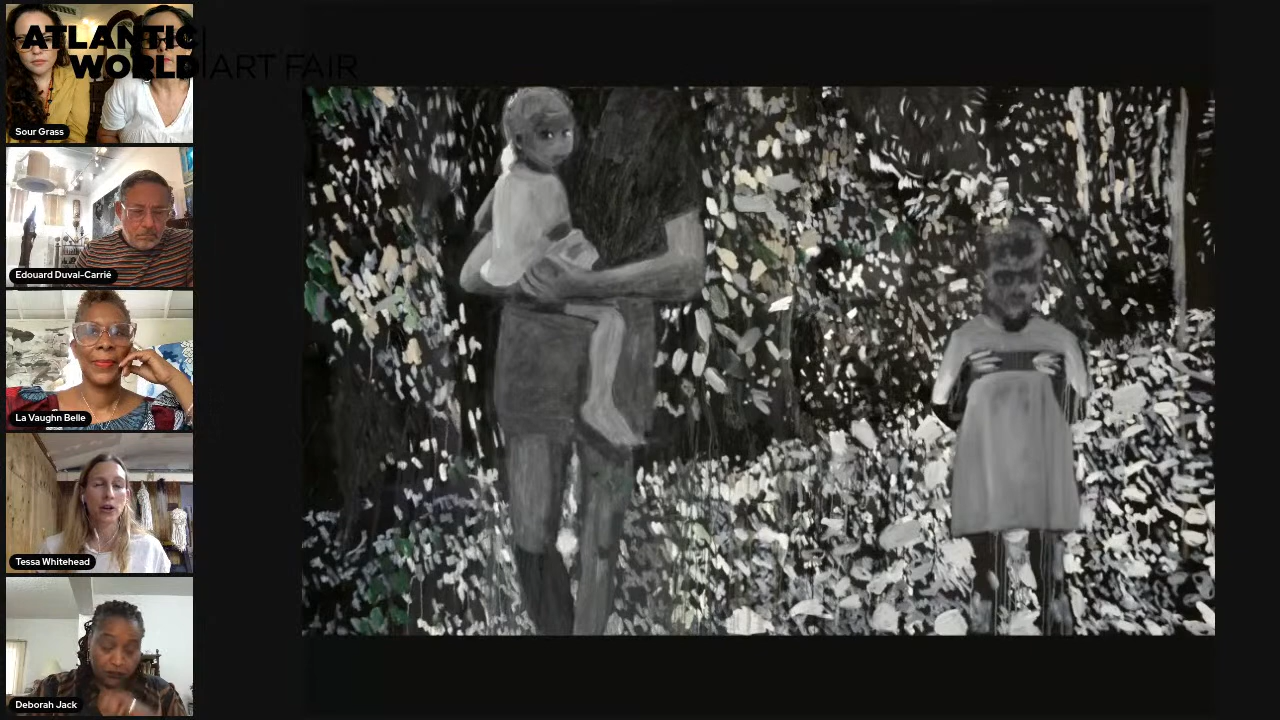 ATLANTIC
WORLD ART FAIR
Sour Grass
Edouard Duval-Carrié
La Vaughn Belle
Tessa Whitehead
Deborah Jack